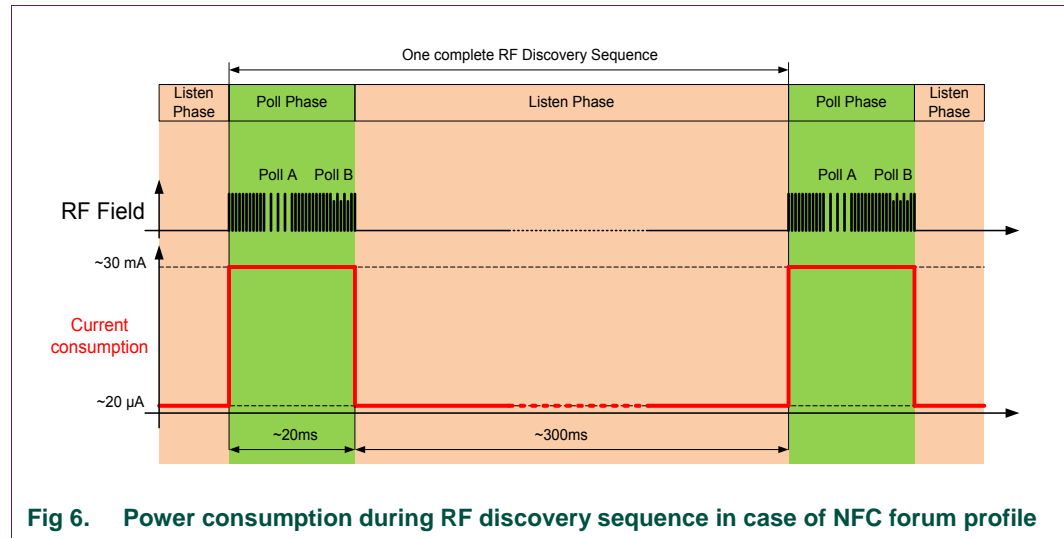 One complete RF Discovery Sequence
Listen
Phase
Poll Phase
Listen Phase
Poll Phase
Listen
Phase
Poll A
Poll B
Poll A
Poll B
RF Field
~30 mA
Current
consumption
~20 µA
~20ms
~300ms
Fig 6. Power consumption during RF discovery sequence in case of NFC forum profile